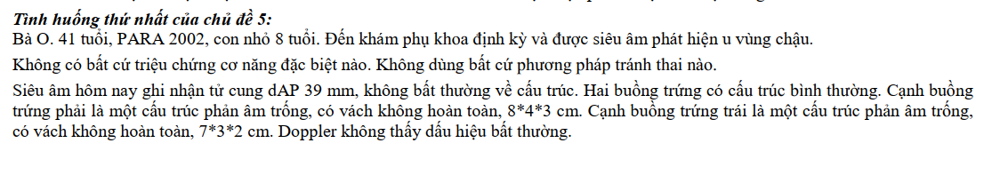 Tình huống thứ nhất của chủ đề 5:
Bà O. 41 tuổi, PARA 2002, con nhỏ 8 tuổi. Đến khám phụ khoa định kỳ và được siêu âm phát hiện u vùng chậu.
Không có bất cứ triệu chứng cơ năng đặc biệt nào. Không dùng bất cứ phương pháp tránh thai nào.
Siêu âm hôm nay ghi nhận tử cung dAP 39 mm, không bất thường về cấu trúc. Hai buồng trứng có cấu trúc bình thường. Cạnh buồng
trứng phải là một cấu trúc phản âm trống, có vách không hoàn toàn, 8*4*3 cm. Cạnh buồng trứng trái là một cấu trúc phản âm trống,
có vách không hoàn toàn, 7*3*2 cm. Doppler không thấy dấu hiệu bất thường.